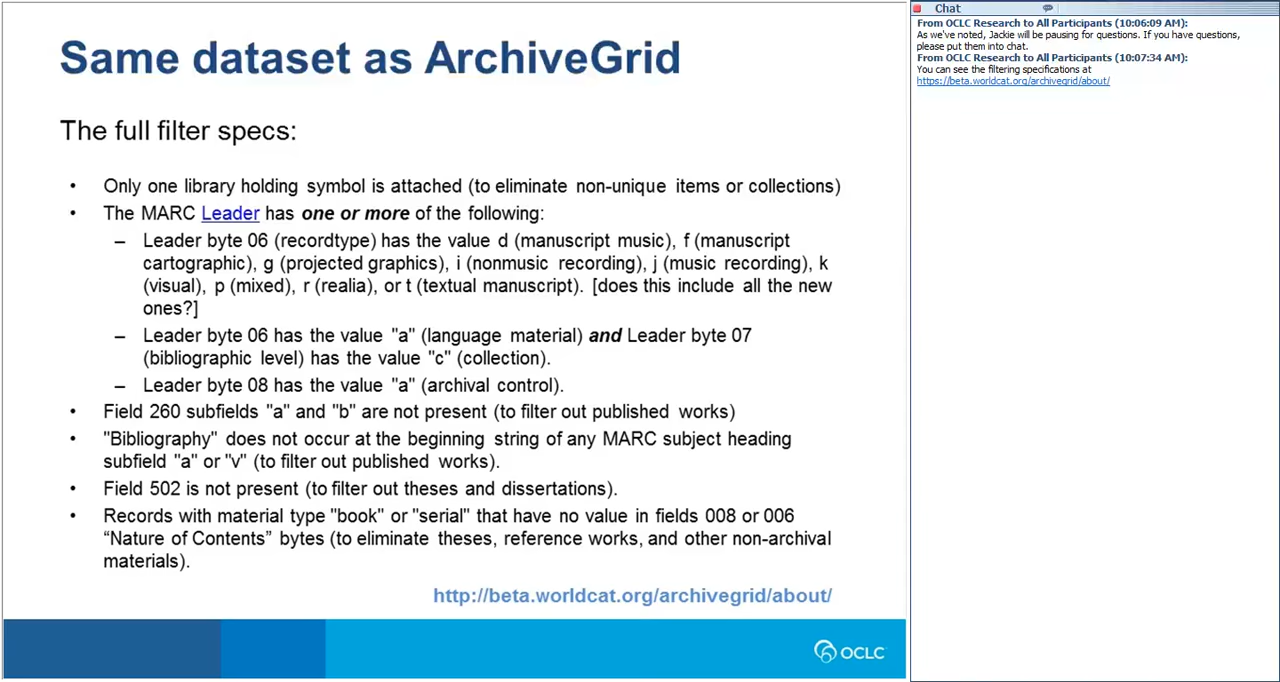 Same dataset as ArchiveGrid
The full filter specs:
• Only one library holding symbol is attached (to eliminate non-unique items or collections)
• The MARC Leader has one or more of the following:
– Leader byte 06 (recordtype) has the value d (manuscript music), f (manuscript
cartographic), g (projected graphics), i (nonmusic recording), j (music recording), k
(visual), p (mixed), r (realia), or t (textual manuscript). [does this include all the new
ones?]
– Leader byte 06 has the value "a" (language material) and Leader byte 07
(bibliographic level) has the value "c" (collection).
– Leader byte 08 has the value "a" (archival control).
• Field 260 subfields "a" and "b" are not present (to filter out published works)
• "Bibliography" does not occur at the beginning string of any MARC subject heading
subfield "a" or "v" (to filter out published works).
• Field 502 is not present (to filter out theses and dissertations).
• Records with material type "book" or "serial" that have no value in fields 008 or 006
“Nature of Contents” bytes (to eliminate theses, reference works, and other non-archival
materials).
http://beta.worldcat.org/archivegrid/about/
OCLC
Chat
From OCLC Research to All Participants (10:06:09 AM):
As we've noted, Jackie will be pausing for questions. If you have questions,
please put them into chat.
From OCLC Research to All Participants (10:07:34 AM):
You can see the filtering specifications at
https://beta.worldcat.org/archivegrid/about/